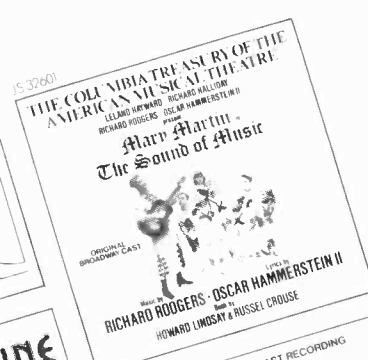 JS 32601
THE COLUMBIA TREASURY OF THE
AMERICAN MUSICAL THEATRE
LELAND HAYWARD RICHARD HALLIDAY
RICHARD RODGERS OSCAR HAMMERSTEIN II
present
Mary Martin
The Sound of Music
ORIGINAL
BROADWAY CAST
Music by Lyrics by
RICHARD RODGERS · OSCAR HAMMERSTEIN II
Book by
HOWARD LINDSAY & RUSSEL CROUSE
RECORDING